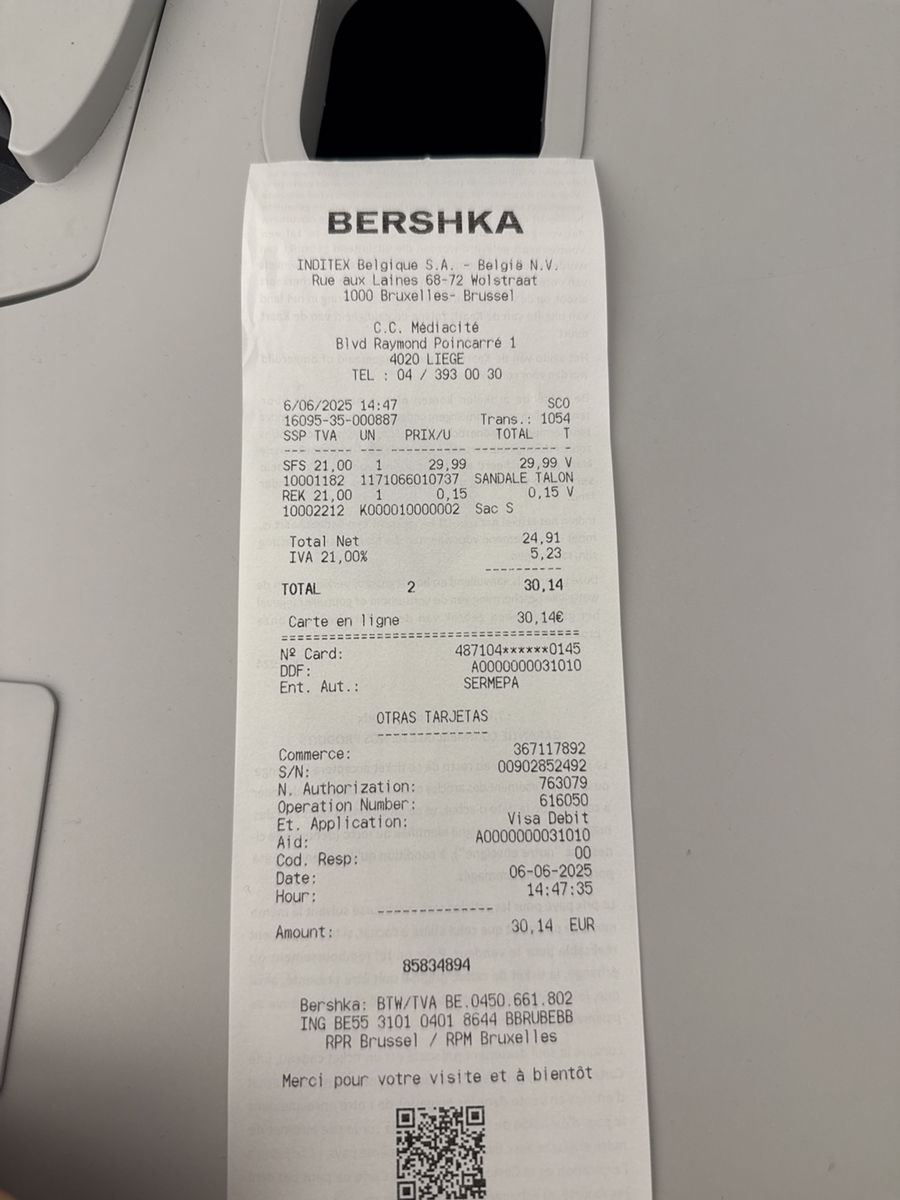 BERSHKA
INDITEX Belgique S.A. - België N.V.
Rue aux Laines 68-72 Wolstraat
1000 Bruxelles- Brussel
C.C. Médiacité
Blvd Raymond Poincarré 1
4020 LIEGE
TEL : 04 / 393 00 30
6/06/2025 14:47 SCO
16095-35-000887 Trans.: 1054
SSP TVA UN PRIX/U TOTAL T
--- ----- --- ---------- ---------- -
SFS 21,00 1 29,99 29,99 V
10001182 1171066010737 SANDALE TALON
REK 21,00 1 0,15 0,15 V
10002212 K000010000002 Sac S
Total Net 24,91
IVA 21,00% 5,23
----------
TOTAL 2 30,14
Carte en ligne 30,14€
======================================
Nº Card: 487104******0145
DDF: A0000000031010
Ent. Aut.: SERMEPA
OTRAS TARJETAS
--------------
Commerce: 367117892
S/N: 00902852492
N. Authorization: 763079
Operation Number: 616050
Et. Application: Visa Debit
Aid: A0000000031010
Cod. Resp: 00
Date: 06-06-2025
Hour: 14:47:35
--------------
Amount: 30,14 EUR
85834894
Bershka: BTW/TVA BE.0450.661.802
ING BE55 3101 0401 8644 BBRUBEBB
RPR Brussel / RPM Bruxelles
Merci pour votre visite et à bientôt